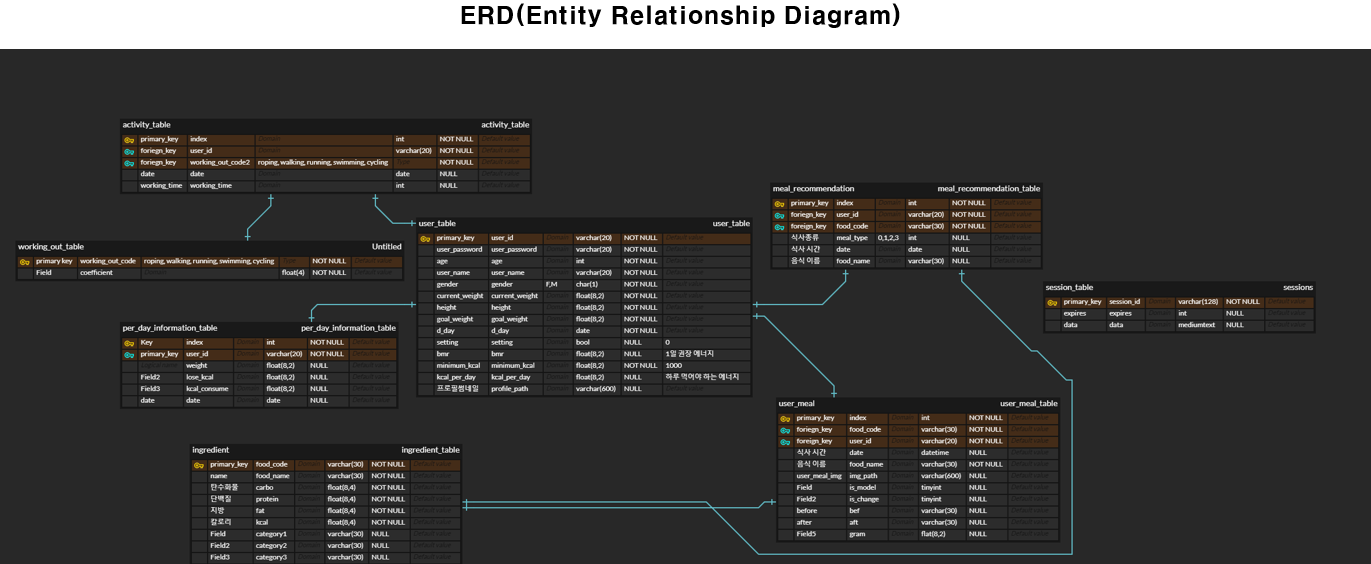 ERD(Entity Relationship Diagram)
activity_table activity_table
primary_key index Domain int NOT NULL Default value
foriegn_key user_id Domain varchar(20) NOT NULL Default value
foriegn_key working_out_code2 roping, walking, running, swimming, cycling Type NOT NULL Default value
date date Domain date NULL Default value
working_time working_time Domain int NULL Default value
working_out_table Untitled
primary key working_out_code roping, walking, running, swimming, cycling Type NOT NULL Default value
Field coefficient Domain float(4) NOT NULL Default value
user_table user_table
primary_key user_id Domain varchar(20) NOT NULL Default value
user_password user_password Domain varchar(20) NOT NULL Default value
age age Domain int NOT NULL Default value
user_name user_name Domain varchar(20) NOT NULL Default value
gender gender F,M char(1) NOT NULL Default value
current_weight current_weight Domain float(8,2) NOT NULL Default value
height height Domain float(8,2) NOT NULL Default value
goal_weight goal_weight Domain float(8,2) NOT NULL Default value
d_day d_day Domain date NOT NULL Default value
setting setting Domain bool NULL 0
bmr bmr Domain float(8,2) NULL 1일 권장 에너지
minimum_kcal minimum_kcal Domain float(8,2) NOT NULL 1000
kcal_per_day kcal_per_day Domain float(8,2) NULL 하루 먹어야 하는 에너지
프로필썸네일 profile_path Domain varchar(600) NULL Default value
meal_recommendation meal_recommendation_table
primary_key index Domain int NOT NULL Default value
foriegn_key user_id Domain varchar(20) NOT NULL Default value
foreign_key food_code Domain varchar(30) NOT NULL Default value
식사종류 meal_type 0,1,2,3 int NULL Default value
식사 시간 date Domain date NULL Default value
음식 이름 food_name Domain varchar(30) NULL Default value
session_table sessions
primary_key session_id Domain varchar(128) NOT NULL Default value
expires expires Domain int NULL Default value
data data Domain mediumtext NULL Default value
per_day_information_table per_day_information_table
Key index Domain int NOT NULL Default value
primary_key user_id Domain varchar(20) NOT NULL Default value
weight Domain float(8,2) NULL Default value
Field2 lose_kcal Domain float(8,2) NULL Default value
Field3 kcal_consume Domain float(8,2) NULL Default value
date date Domain date NULL Default value
user_meal user_meal_table
primary_key index Domain int NOT NULL Default value
foriegn_key food_code Domain varchar(30) NOT NULL Default value
foreign_key user_id Domain varchar(20) NOT NULL Default value
식사 시간 date Domain datetime NULL Default value
음식 이름 food_name Domain varchar(30) NOT NULL Default value
user_meal_img img_path Domain varchar(600) NULL Default value
Field is_model Domain tinyint NULL Default value
Field2 is_change Domain tinyint NULL Default value
before bef Domain varchar(30) NULL Default value
after aft Domain varchar(30) NULL Default value
Field5 gram Domain flat(8,2) NULL Default value
ingredient ingredient_table
primary_key food_code Domain varchar(30) NOT NULL Default value
name food_name Domain varchar(30) NOT NULL Default value
탄수화물 carbo Domain float(8,4) NOT NULL Default value
단백질 protein Domain float(8,4) NOT NULL Default value
지방 fat Domain float(8,4) NOT NULL Default value
칼로리 kcal Domain float(8,4) NOT NULL Default value
Field category1 Domain varchar(30) NULL Default value
Field2 category2 Domain varchar(30) NULL Default value
Field3 category3 Domain varchar(30) NULL Default value